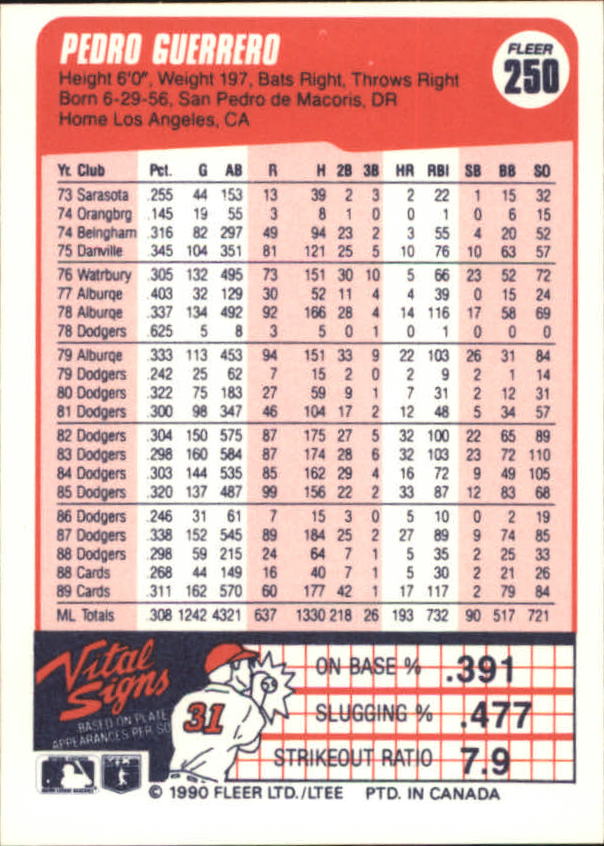 PEDRO GUERRERO
FLEER
250
Height 6'0", Weight 197, Bats Right, Throws Right
Born 6-29-56, San Pedro de Macoris, DR
Home Los Angeles, CA
Yr. Club Pct. G AB R H 2B 3B HR RBI SB BB SO
73 Sarasota .255 44 153 13 39 2 3 2 22 1 15 32
74 Orangbrg .145 19 55 3 8 1 0 0 1 0 6 15
74 Belngham .316 82 297 49 94 23 2 3 55 4 20 52
75 Danville .345 104 351 81 121 25 5 10 76 10 63 57
76 Watrbury .305 132 495 73 151 30 10 5 66 23 52 72
77 Alburqe .403 32 129 30 52 11 4 4 39 0 15 24
78 Alburqe .337 134 492 92 166 28 4 14 116 17 58 69
78 Dodgers .625 5 8 3 5 0 1 0 1 0 0 0
79 Alburqe .333 113 453 94 151 33 9 22 103 26 31 84
79 Dodgers .242 25 62 7 15 2 0 2 9 2 1 14
80 Dodgers .322 75 183 27 59 9 1 7 31 2 12 31
81 Dodgers .300 98 347 46 104 17 2 12 48 5 34 57
82 Dodgers .304 150 575 87 175 27 5 32 100 22 65 89
83 Dodgers .298 160 584 87 174 28 6 32 103 23 72 110
84 Dodgers .303 144 535 85 162 29 4 16 72 9 49 105
85 Dodgers .320 137 487 99 156 22 2 33 87 12 83 68
86 Dodgers .246 31 61 7 15 3 0 5 10 0 2 19
87 Dodgers .338 152 545 89 184 25 2 27 89 9 74 85
88 Dodgers .298 59 215 24 64 7 1 5 35 2 25 33
88 Cards .268 44 149 16 40 7 1 5 30 2 21 26
89 Cards .311 162 570 60 177 42 1 17 117 2 79 84
ML Totals .308 1242 4321 637 1330 218 26 193 732 90 517 721
Vital
Signs
BASED ON PLATE
APPEARANCES PER SO
31
ON BASE % .391
SLUGGING % .477
STRIKEOUT RATIO 7.9
© 1990 FLEER LTD./LTEE PTD. IN CANADA